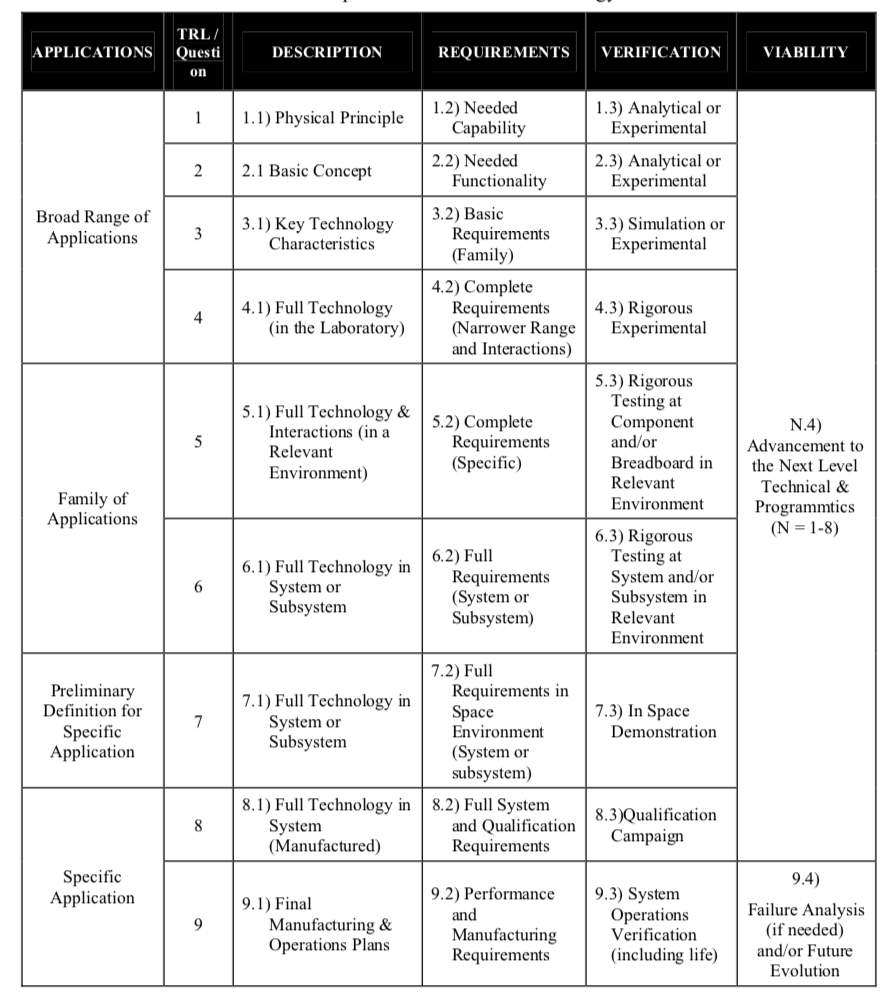 APPLICATIONS
TRL /
Questi
on
DESCRIPTION
REQUIREMENTS
VERIFICATION
VIABILITY
Broad Range of
Applications
1
1.1) Physical Principle
1.2) Needed
Capability
1.3) Analytical or
Experimental
2
2.1 Basic Concept
2.2) Needed
Functionality
2.3) Analytical or
Experimental
3
3.1) Key Technology
Characteristics
3.2) Basic
Requirements
(Family)
3.3) Simulation or
Experimental
4
4.1) Full Technology
(in the Laboratory)
4.2) Complete
Requirements
(Narrower Range
and Interactions)
4.3) Rigorous
Experimental
Family of
Applications
5
5.1) Full Technology &
Interactions (in a
Relevant
Environment)
5.2) Complete
Requirements
(Specific)
5.3) Rigorous
Testing at
Component
and/or
Breadboard in
Relevant
Environment
6
6.1) Full Technology in
System or
Subsystem
6.2) Full
Requirements
(System or
Subsystem)
6.3) Rigorous
Testing at
System and/or
Subsystem in
Relevant
Environment
N.4)
Advancement to
the Next Level
Technical &
Programmtics
(N = 1-8)
Preliminary
Definition for
Specific
Application
7
7.1) Full Technology in
System or
Subsystem
7.2) Full
Requirements in
Space
Environment
(System or
subsystem)
7.3) In Space
Demonstration
Specific
Application
8
8.1) Full Technology in
System
(Manufactured)
8.2) Full System
and Qualification
Requirements
8.3)Qualification
Campaign
9
9.1) Final
Manufacturing &
Operations Plans
9.2) Performance
and
Manufacturing
Requirements
9.3) System
Operations
Verification
(including life)
9.4)
Failure Analysis
(if needed)
and/or Future
Evolution